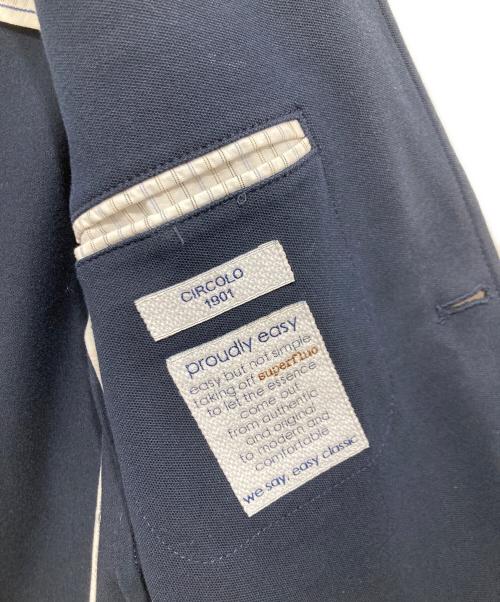 CIRCOLO
1901
proudly easy
easy but not simple
taking off superfluo
to let the essence
come out
from authentic
and original
to modern and
comfortable
we say, easy classic